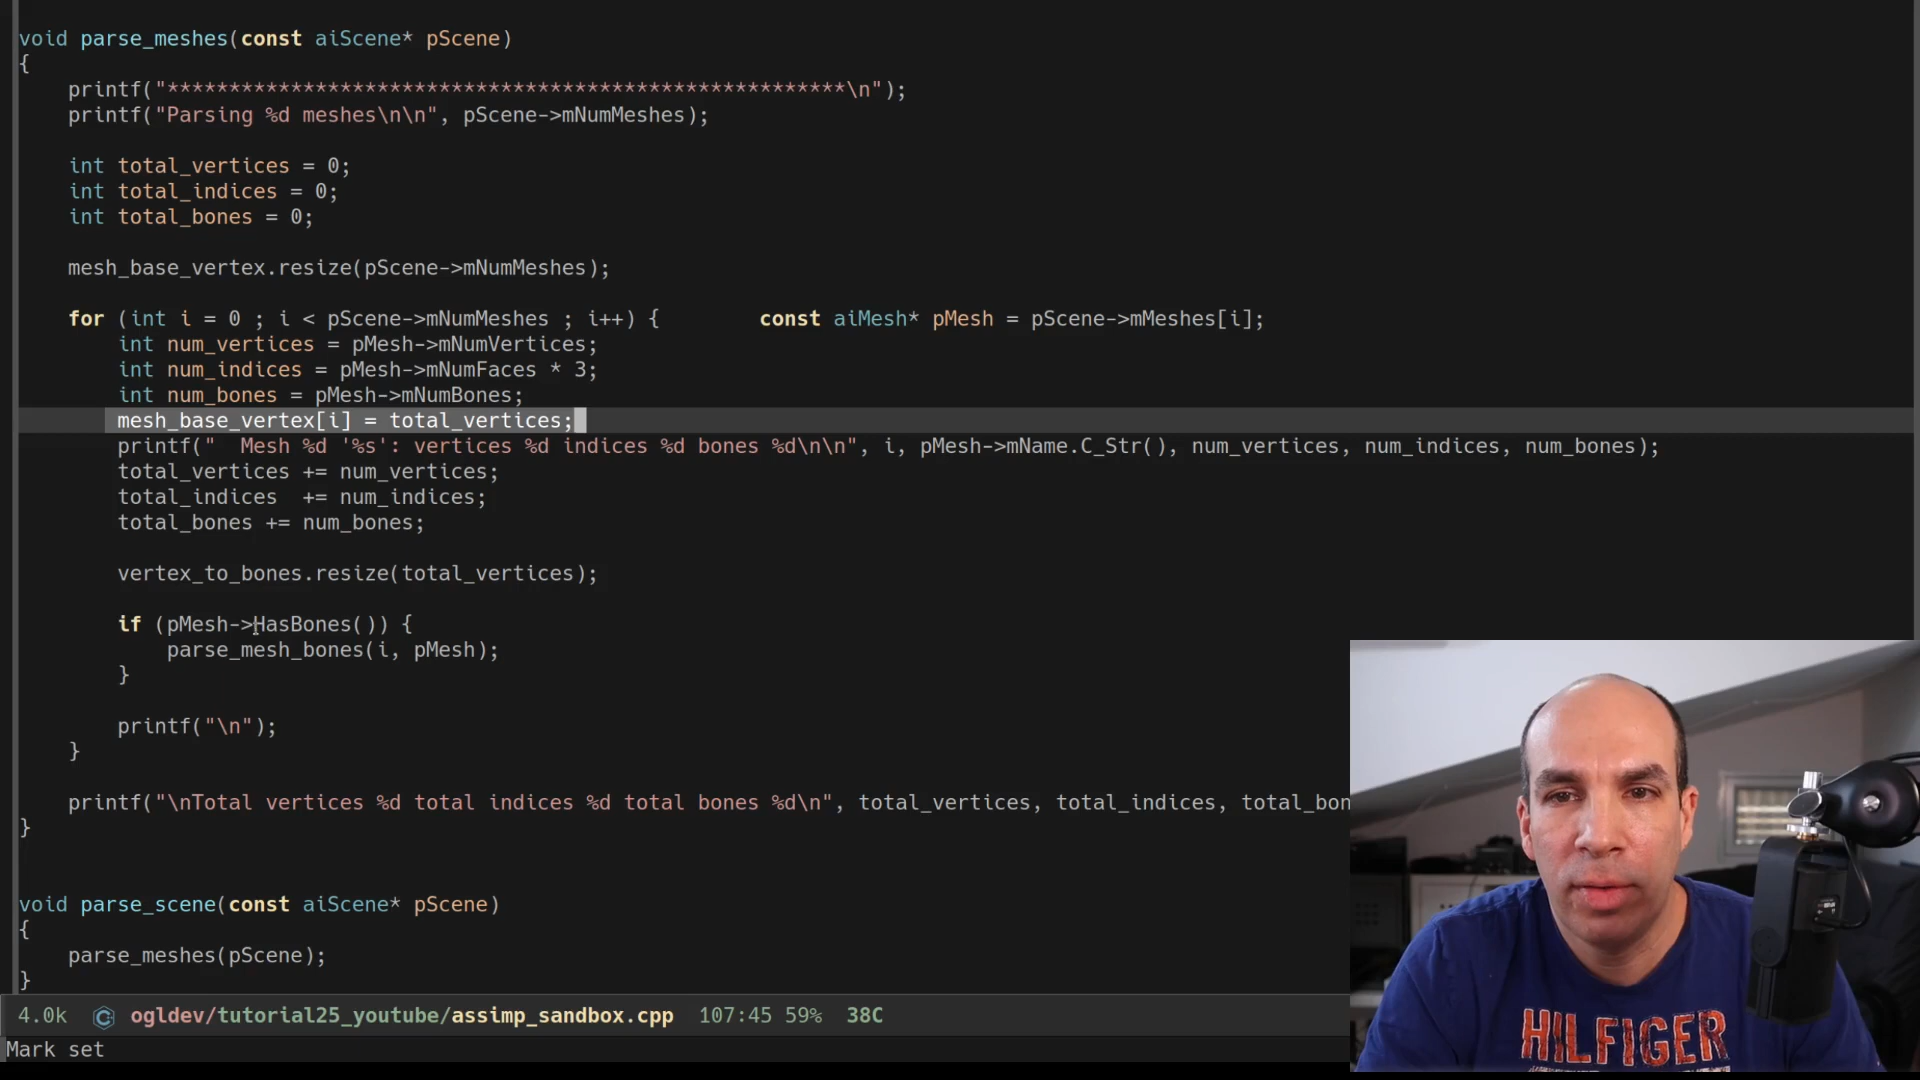 void parse_meshes(const aiScene* pScene)
{
printf("*******************************************************\n");
printf("Parsing %d meshes\n\n", pScene->mNumMeshes);
int total_vertices = 0;
int total_indices = 0;
int total_bones = 0;
mesh_base_vertex.resize(pScene->mNumMeshes);
for (int i = 0 ; i < pScene->mNumMeshes ; i++) {        const aiMesh* pMesh = pScene->mMeshes[i];
int num_vertices = pMesh->mNumVertices;
int num_indices = pMesh->mNumFaces * 3;
int num_bones = pMesh->mNumBones;
mesh_base_vertex[i] = total_vertices;
printf("  Mesh %d '%s': vertices %d indices %d bones %d\n\n", i, pMesh->mName.C_Str(), num_vertices, num_indices, num_bones);
total_vertices += num_vertices;
total_indices  += num_indices;
total_bones += num_bones;
vertex_to_bones.resize(total_vertices);
if (pMesh->HasBones()) {
parse_mesh_bones(i, pMesh);
}
printf("\n");
}
printf("\nTotal vertices %d total indices %d total bones %d\n", total_vertices, total_indices, total_bon
}
void parse_scene(const aiScene* pScene)
{
parse_meshes(pScene);
}
4.0k ogldev/tutorial25_youtube/assimp_sandbox.cpp 107:45 59% 38C
Mark set
HILFIGER